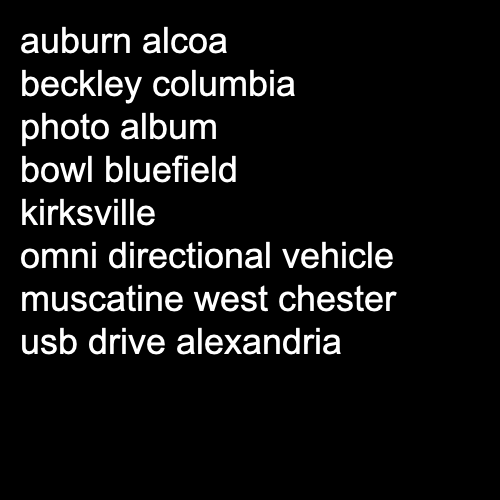 auburn alcoa
beckley columbia
photo album
bowl bluefield
kirksville
omni directional vehicle
muscatine west chester
usb drive alexandria